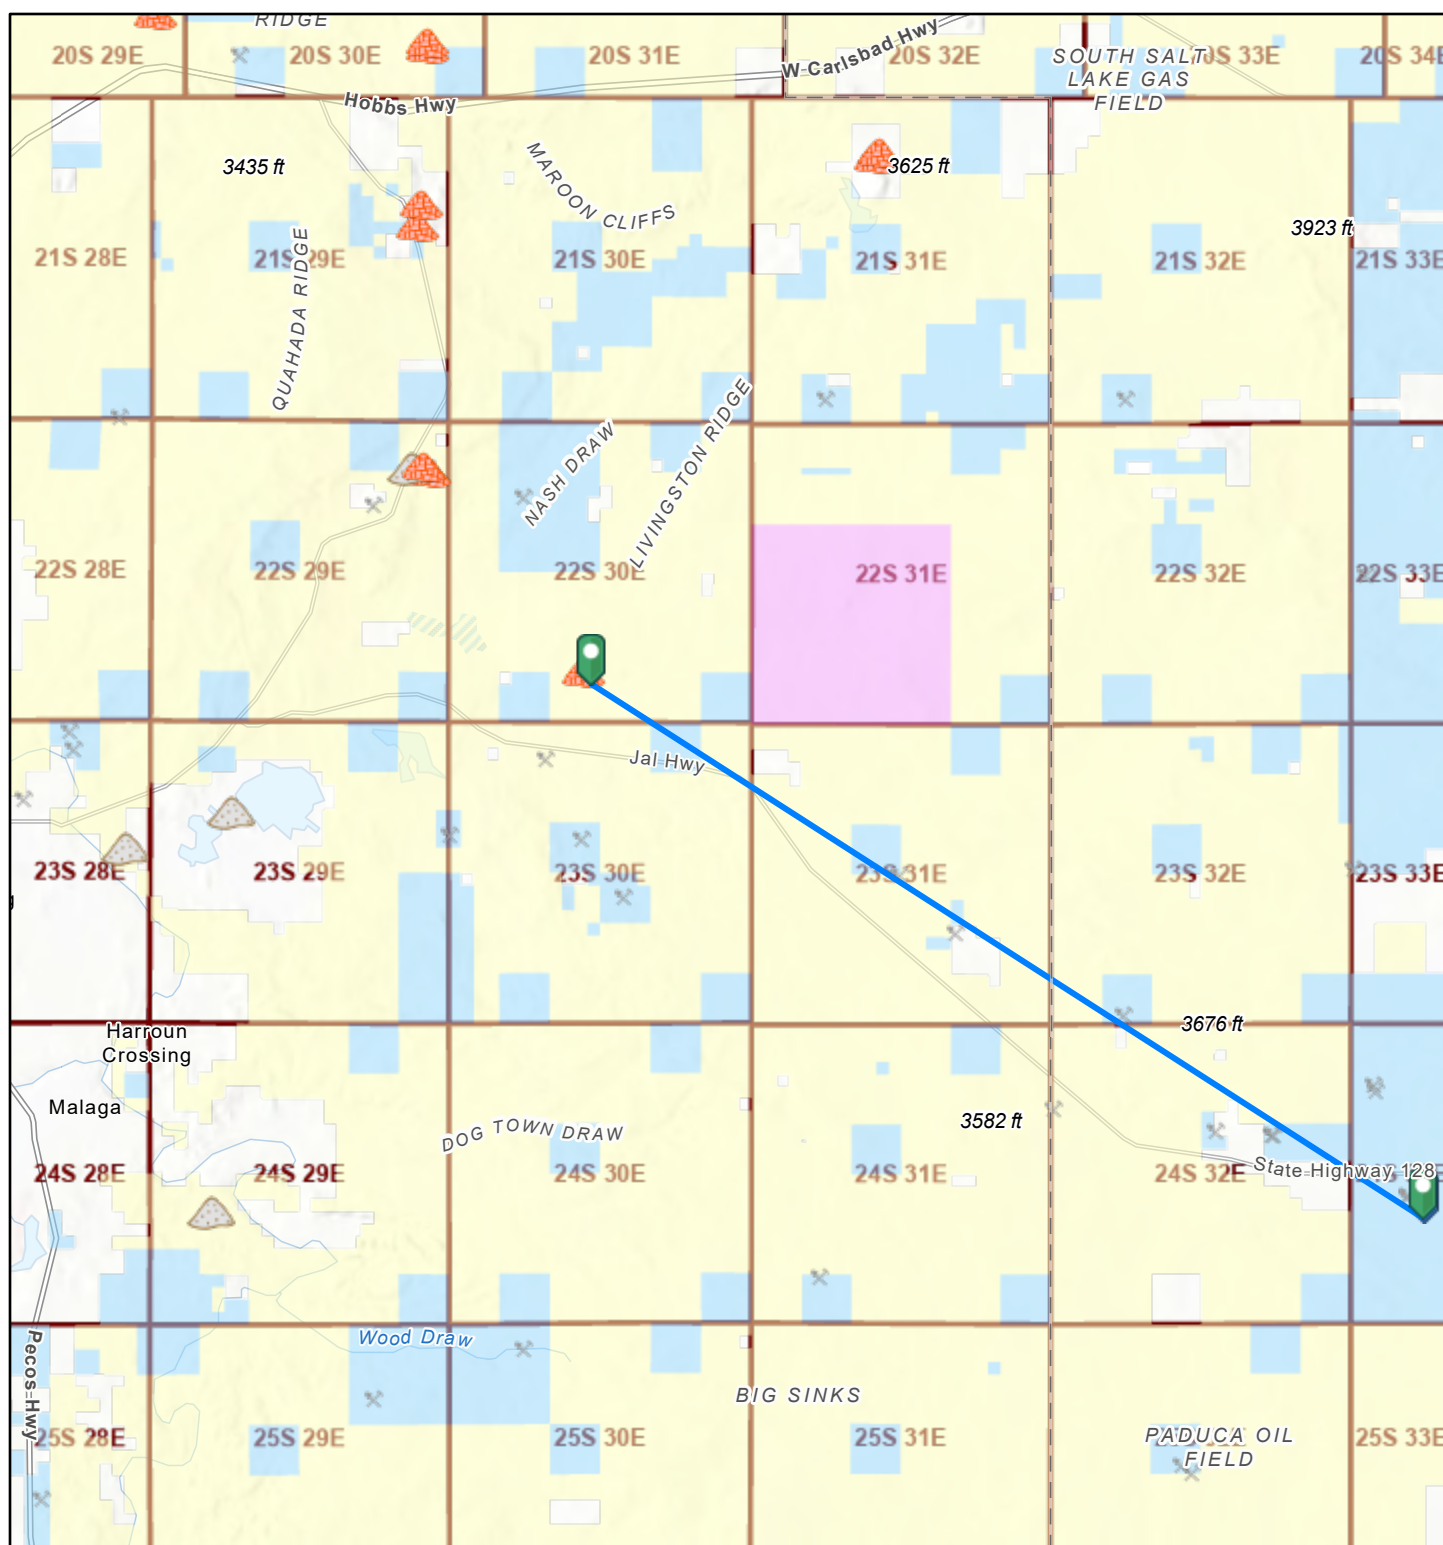 RIDGE
20S 29E
20S 30E
20S 31E
W Carlsbad Hwy
20S 32E
SOUTH SALT
LAKE GAS
FIELD
20S 33E
20S 34E
Hobbs Hwy
3435 ft
MAROON CLIFFS
3625 ft
3923 ft
21S 28E
21S 29E
QUAHADA RIDGE
21S 30E
21S 31E
21S 32E
21S 33E
NASH DRAW
LIVINGSTON RIDGE
22S 28E
22S 29E
22S 30E
22S 31E
22S 32E
22S 33E
Jal Hwy
23S 28E
23S 29E
23S 30E
23S 31E
23S 32E
23S 33E
Harroun
Crossing
3676 ft
Malaga
DOG TOWN DRAW
3582 ft
24S 28E
24S 29E
24S 30E
24S 31E
24S 32E
State Highway 128
Pecos Hwy
Wood Draw
BIG SINKS
25S 28E
25S 29E
25S 30E
25S 31E
PADUCA OIL
FIELD
25S 33E